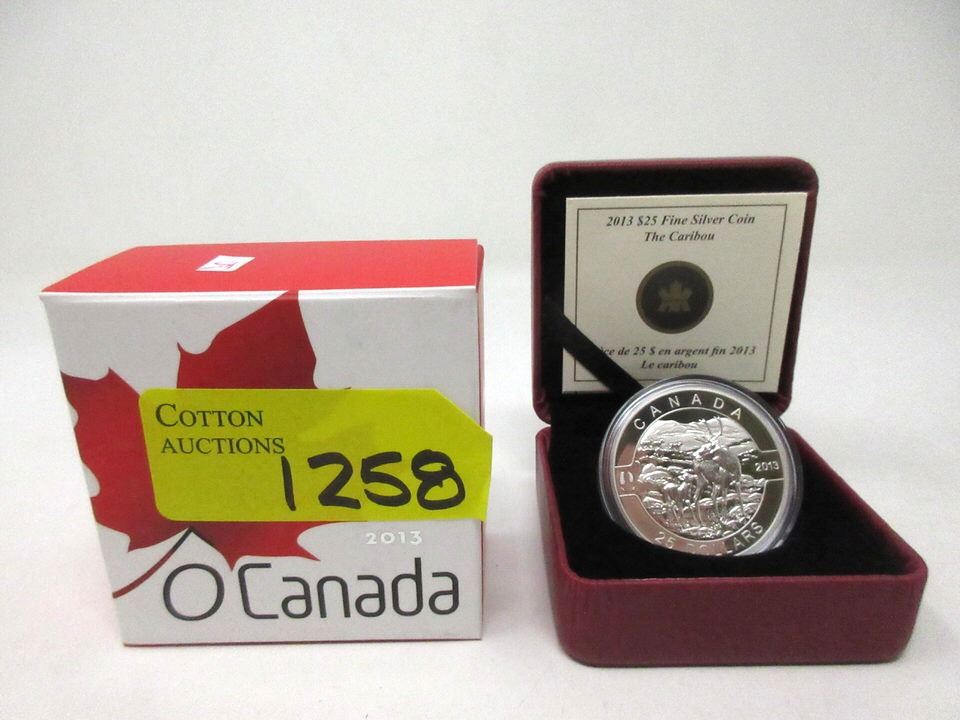 COTTON
AUCTIONS
1258
2013
O Canada
2013 $25 Fine Silver Coin
The Caribou
de 25 $ en argent fin 2013
Le caribou
CANADA
2013
25 DOLLARS